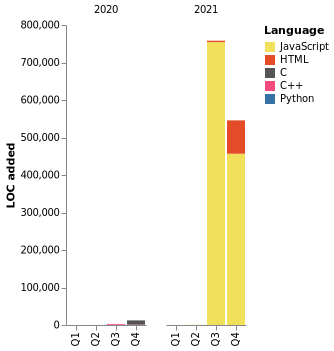 2020
2021
800,000
700,000
600,000
500,000
400,000
300,000
200,000
100,000
0
LOC added
Q1
Q2
Q3
Q4
Q1
Q2
Q3
Q4
Language
JavaScript
HTML
C
C++
Python